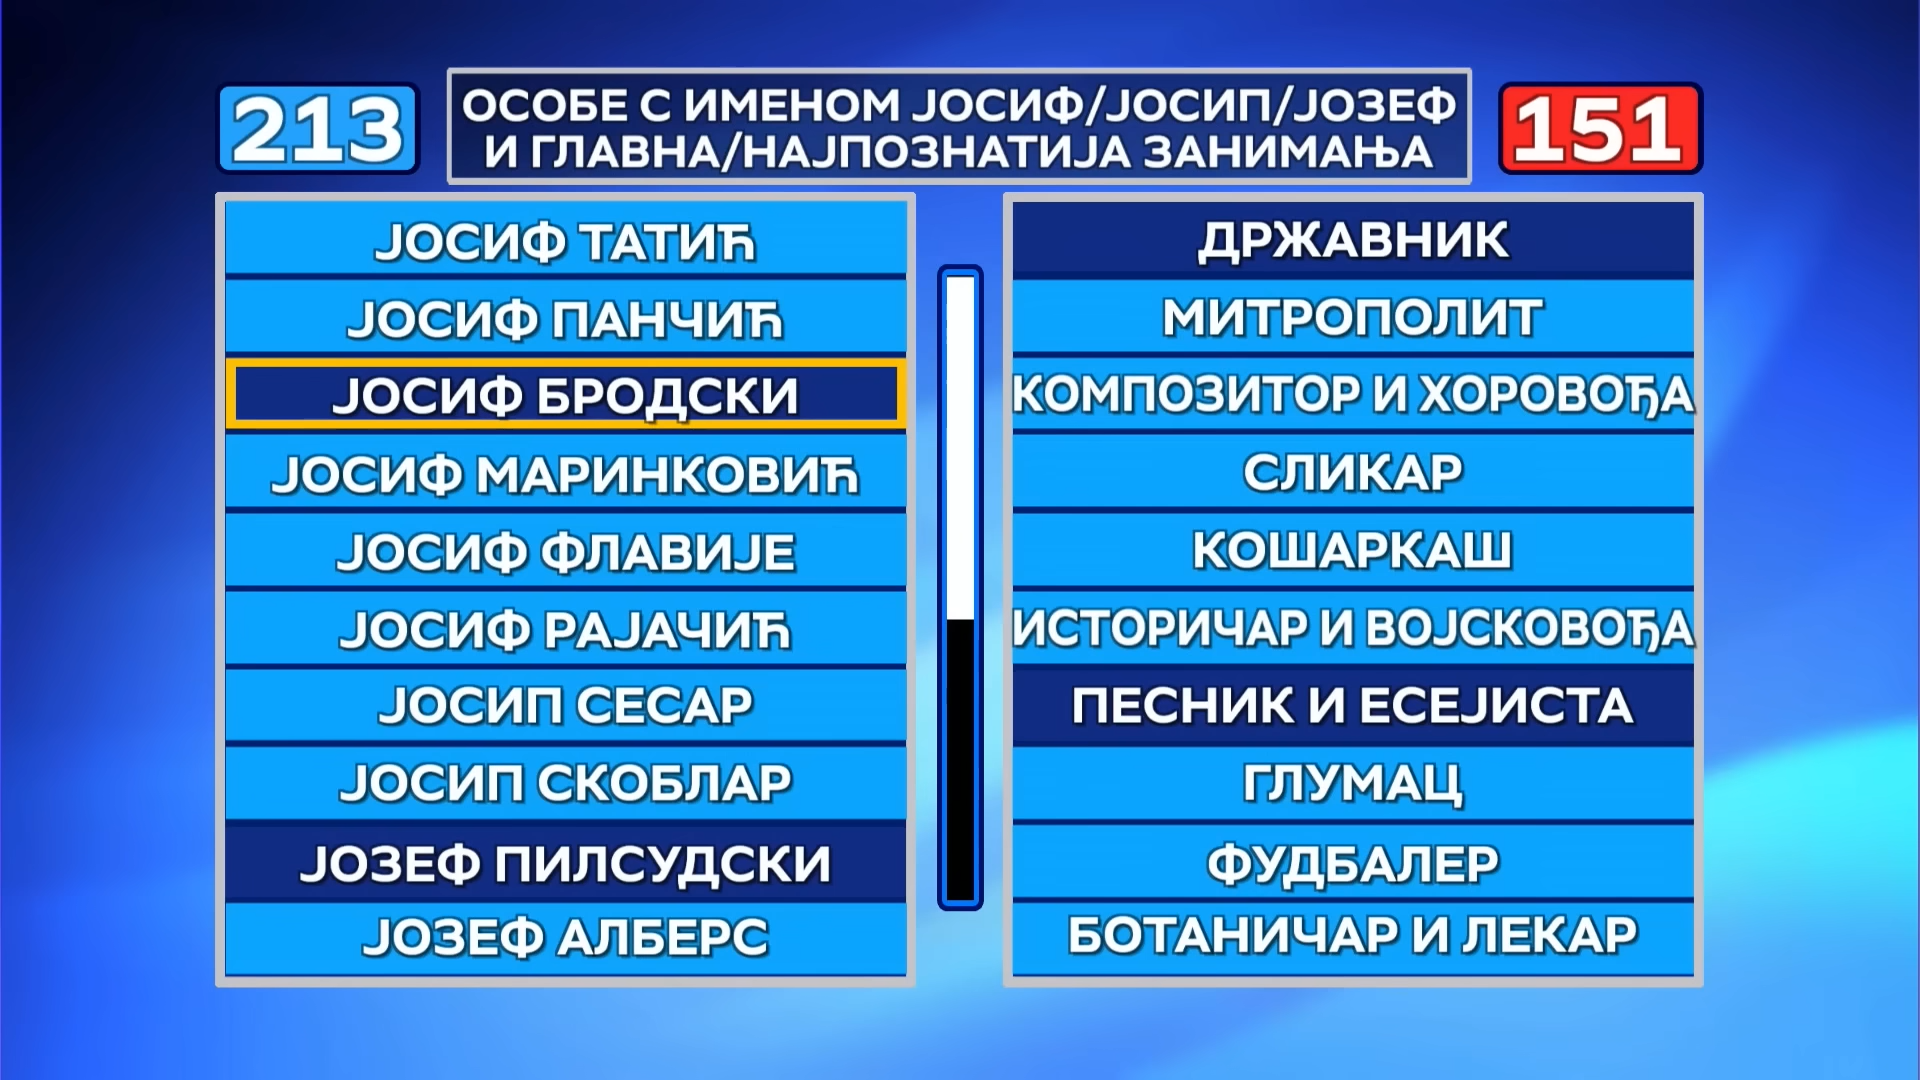 213
ОСОБЕ С ИМЕНОМ ЈОСИФ/ЈОСИП/ЈОЗЕФ
И ГЛАВНА/НАЈПОЗНАТИЈА ЗАНИМАЊА
151
ЈОСИФ ТАТИЋ
ЈОСИФ ПАНЧИЋ
ЈОСИФ БРОДСКИ
ЈОСИФ МАРИНКОВИЋ
ЈОСИФ ФЛАВИЈЕ
ЈОСИФ РАЈАЧИЋ
ЈОСИП СЕСАР
ЈОСИП СКОБЛАР
ЈОЗЕФ ПИЛСУДСКИ
ЈОЗЕФ АЛБЕРС
ДРЖАВНИК
МИТРОПОЛИТ
КОМПОЗИТОР И ХОРОВОЂА
СЛИКАР
КОШАРКАШ
ИСТОРИЧАР И ВОЈСКОВОЂА
ПЕСНИК И ЕСЕЈИСТА
ГЛУМАЦ
ФУДБАЛЕР
БОТАНИЧАР И ЛЕКАР